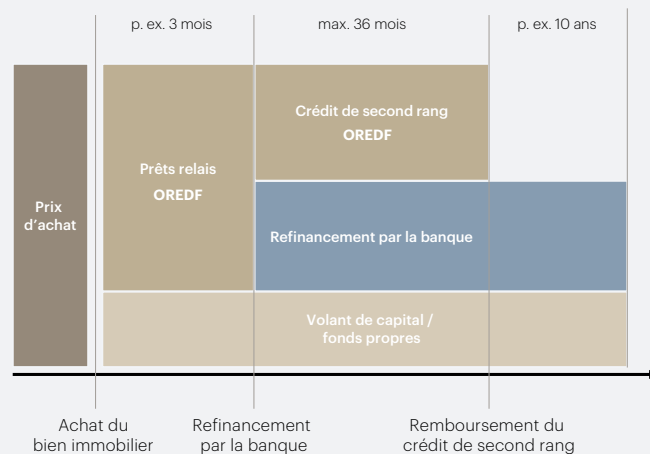 p. ex. 3 mois
max. 36 mois
p. ex. 10 ans
Prix
d’achat
Prêts relais
OREDF
Crédit de second rang
OREDF
Refinancement par la banque
Volant de capital /
fonds propres
Achat du
bien immobilier
Refinancement
par la banque
Remboursement du
crédit de second rang